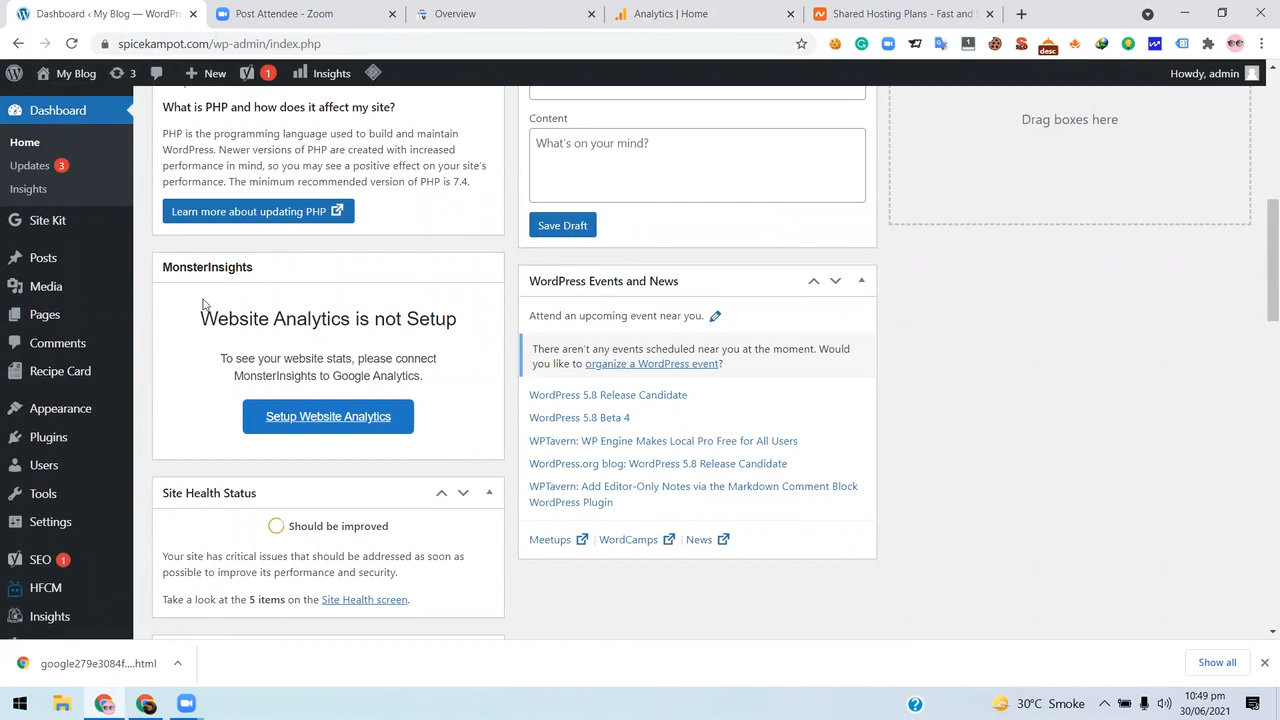 Dashboard ‹ My Blog — WordPr
Post Attendee - Zoom
Overview
Analytics | Home
Shared Hosting Plans - Fast and S
spicekampot.com/wp-admin/index.php
desc
My Blog
3
New
1
Insights
Howdy, admin
Dashboard
Home
Updates 3
Insights
Site Kit
Posts
Media
Pages
Comments
Recipe Card
Appearance
Plugins
Users
Tools
Settings
SEO 1
HFCM
Insights
What is PHP and how does it affect my site?
PHP is the programming language used to build and maintain
WordPress. Newer versions of PHP are created with increased
performance in mind, so you may see a positive effect on your site's
performance. The minimum recommended version of PHP is 7.4.
Learn more about updating PHP
MonsterInsights
Website Analytics is not Setup
To see your website stats, please connect
MonsterInsights to Google Analytics.
Setup Website Analytics
Site Health Status
Should be improved
Your site has critical issues that should be addressed as soon as
possible to improve its performance and security.
Take a look at the 5 items on the Site Health screen.
Content
What's on your mind?
Save Draft
WordPress Events and News
Attend an upcoming event near you.
There aren't any events scheduled near you at the moment. Would
you like to organize a WordPress event?
WordPress 5.8 Release Candidate
WordPress 5.8 Beta 4
WPTavern: WP Engine Makes Local Pro Free for All Users
WordPress.org blog: WordPress 5.8 Release Candidate
WPTavern: Add Editor-Only Notes via the Markdown Comment Block
WordPress Plugin
Meetups | WordCamps | News
Drag boxes here
google279e3084f....html
Show all
30°C Smoke
10:49 pm
30/06/2021